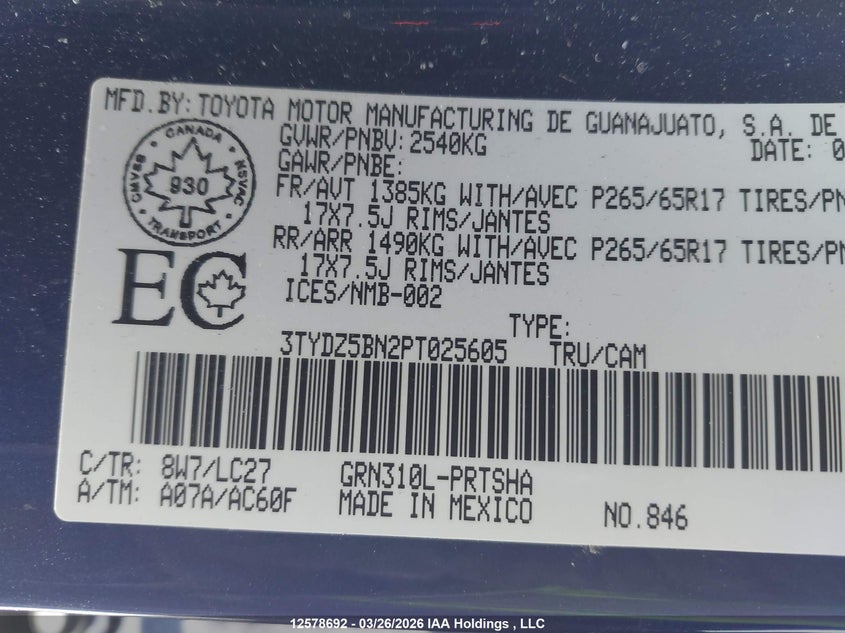 MFD.BY: TOYOTA MOTOR MANUFACTURING DE GUANAJUATO, S.A. DE
GVWR/PNBV: 2540KG
DATE: 0
GAWR/PNBE:
FR/AVT 1385KG WITH/AVEC P265/65R17 TIRES/PN
17X7.5J RIMS/JANTES
RR/ARR 1490KG WITH/AVEC P265/65R17 TIRES/PN
17X7.5J RIMS/JANTES
ICES/NMB-002
CANADA
CMVSS
930
NSVAC
TRANSPORT
EC
TYPE:
3TYDZ5BN2PT025605 TRU/CAM
C/TR: 8W7/LC27 GRN310L-PRTSHA
A/TM: A07A/AC60F MADE IN MEXICO NO.846
12578692 - 03/26/2026 IAA Holdings , LLC